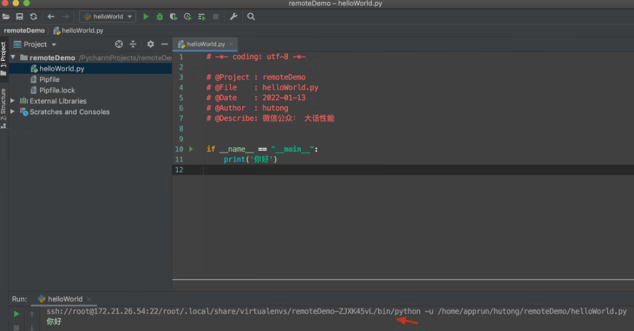 remoteDemo – helloWorld.py
helloWorld
remoteDemo
helloWorld.py
1: Project
Project
helloWorld.py
remoteDemo ~/PycharmProjects/remoteDe
helloWorld.py
Pipfile
Pipfile.lock
External Libraries
Scratches and Consoles
Structure
1 # -*- coding: utf-8 -*-
2
3 # @Project : remoteDemo
4 # @File : helloWorld.py
5 # @Date : 2022-01-13
6 # @Author : hutong
7 # @Describe: 微信公众: 大话性能
8
9
10 if __name__ == "__main__":
11 print('你好')
12
Run: helloWorld
ssh://root@172.21.26.54:22/root/.local/share/virtualenvs/remoteDemo-ZJXK45vL/bin/python -u /home/apprun/hutong/remoteDemo/helloWorld.py
你好